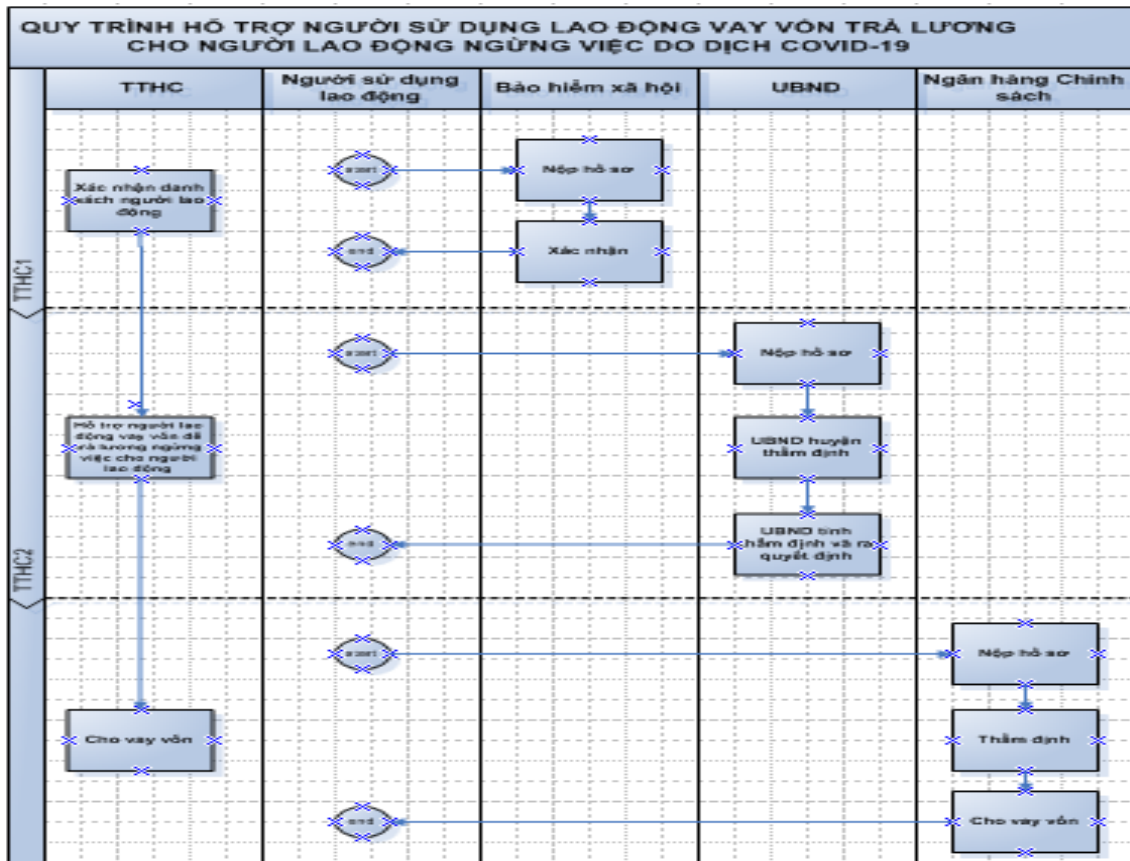 QUY TRÌNH HỖ TRỢ NGƯỜI SỬ DỤNG LAO ĐỘNG VAY VỐN TRẢ LƯƠNG
CHO NGƯỜI LAO ĐỘNG NGỪNG VIỆC DO DỊCH COVID-19
TTHC
Người sử dụng
lao động
Bảo hiểm xã hội
UBND
Ngân hàng Chính
sách
TTHC1
Xác nhận danh
sách người lao
động
start
Nộp hồ sơ
end
Xác nhận
TTHC2
start
Nộp hồ sơ
Hỗ trợ người lao
động vay vốn để
trả lương ngừng
việc cho người
lao động
UBND huyện
thẩm định
end
UBND tỉnh
thẩm định và ra
quyết định
start
Nộp hồ sơ
Cho vay vốn
Thẩm định
end
Cho vay vốn